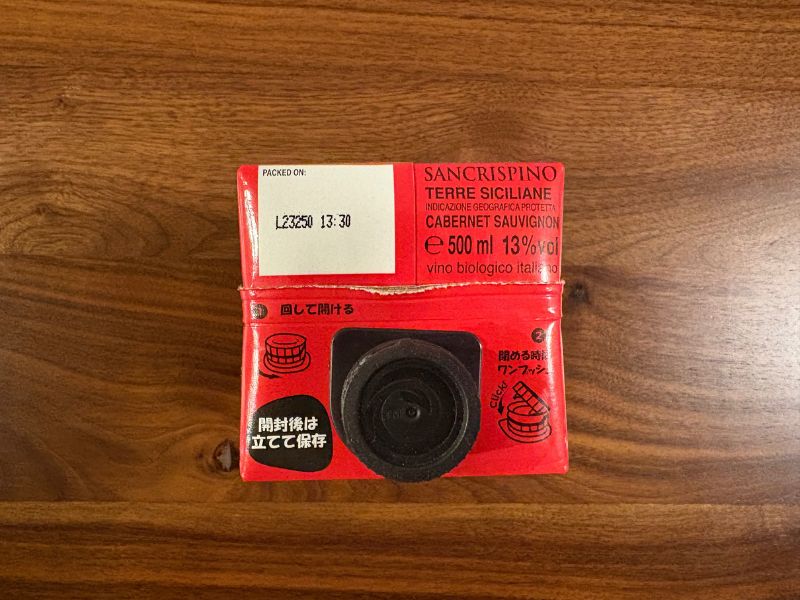 PACKED ON:
L23250 13:30
SANCRISPINO
TERRE SICILIANE
INDICAZIONE GEOGRAFICA PROTETTA
CABERNET SAUVIGNON
℮ 500 ml 13%vol
vino biologico italiano
回して開ける
2
閉める時は
ワンプッシュ
click!
開封後は
立てて保存